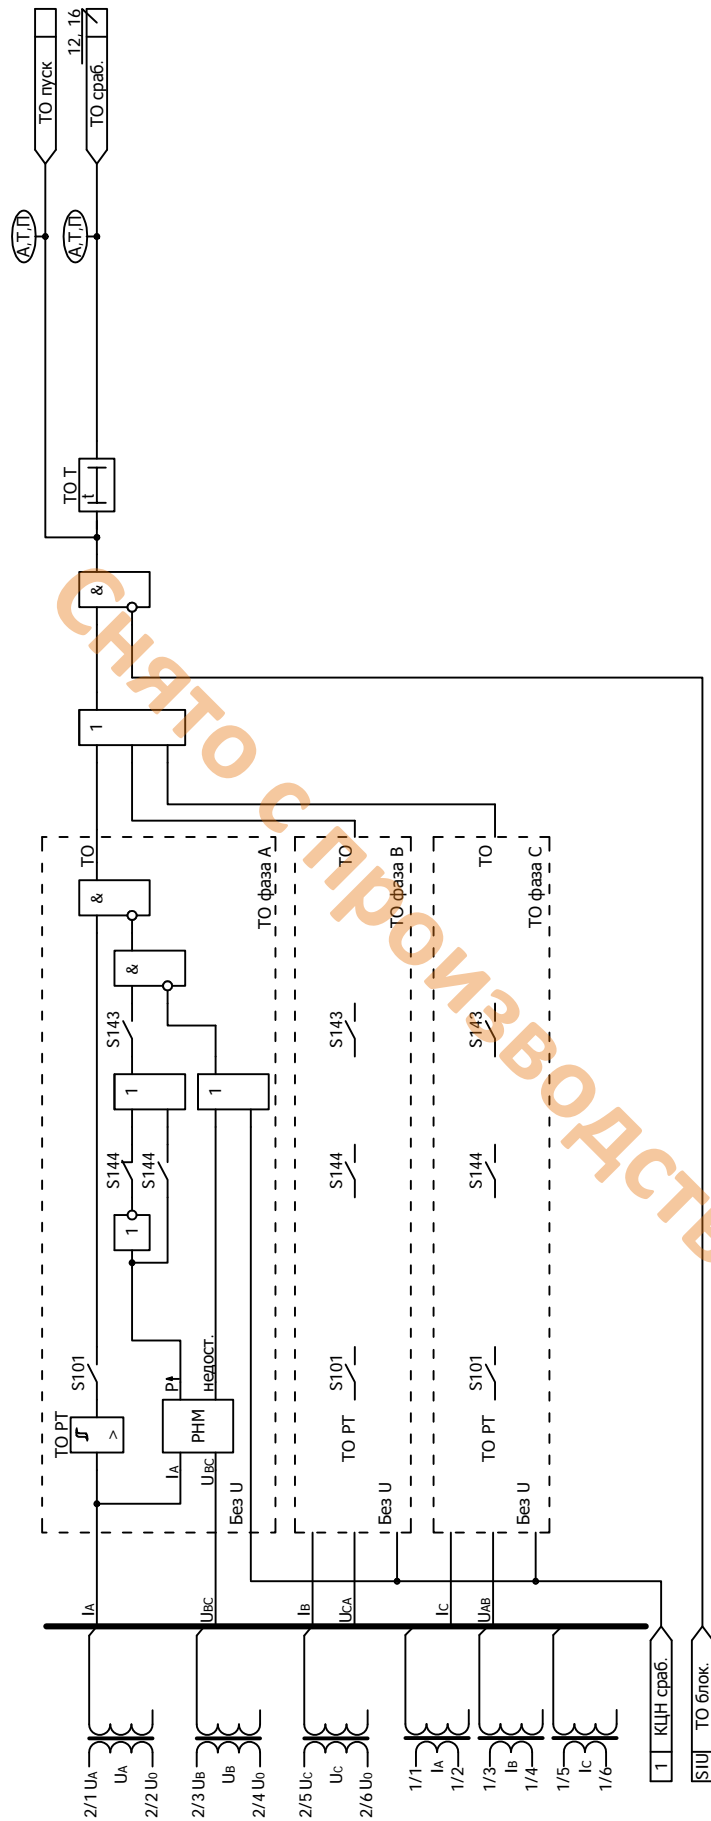 ТО пуск
12, 16
ТО сраб.
А,Т,П
А,Т,П
ТО Т
t
&
1
ТО
&
&
S143
1
1
S144
S144
1
S101
ТО РТ
>
P
недост.
РНМ
IA
UBC
Без U
ТО фаза А
ТО
S143
S144
S101
ТО РТ
Без U
ТО фаза В
ТО
S143
S144
S101
ТО РТ
Без U
ТО фаза С
IA
UBC
IB
UCA
IC
UAB
2/1 UA
UA
2/2 U0
2/3 UB
UB
2/4 U0
2/5 UC
UC
2/6 U0
1/1
IA
1/2
1/3
IB
1/4
1/5
IC
1/6
1 КЦН сраб.
SIU ТО блок.
Снято с производств